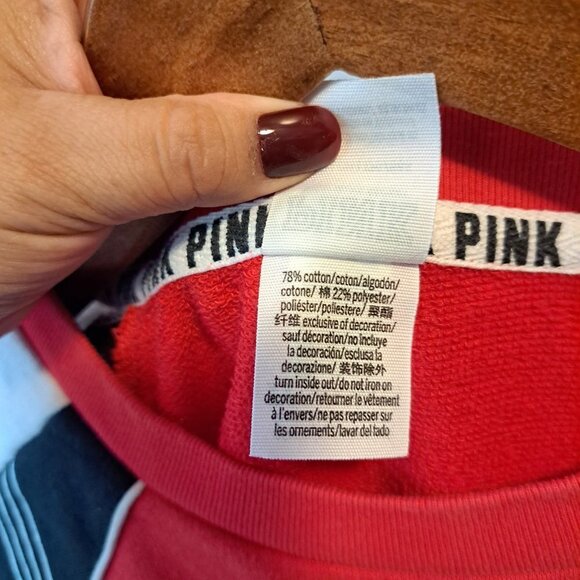 PINK
PINK
78% cotton/coton/algodón/
cotone/ 棉 22% polyester/
poliéster/poliestere/ 聚酯
纤维 exclusive of decoration/
sauf décoration/no incluye
la decoración/esclusa la
decorazione/ 装饰除外
turn inside out/do not iron on
decoration/retourner le vêtement
à l'envers/ne pas repasser sur
les ornements/lavar del lado